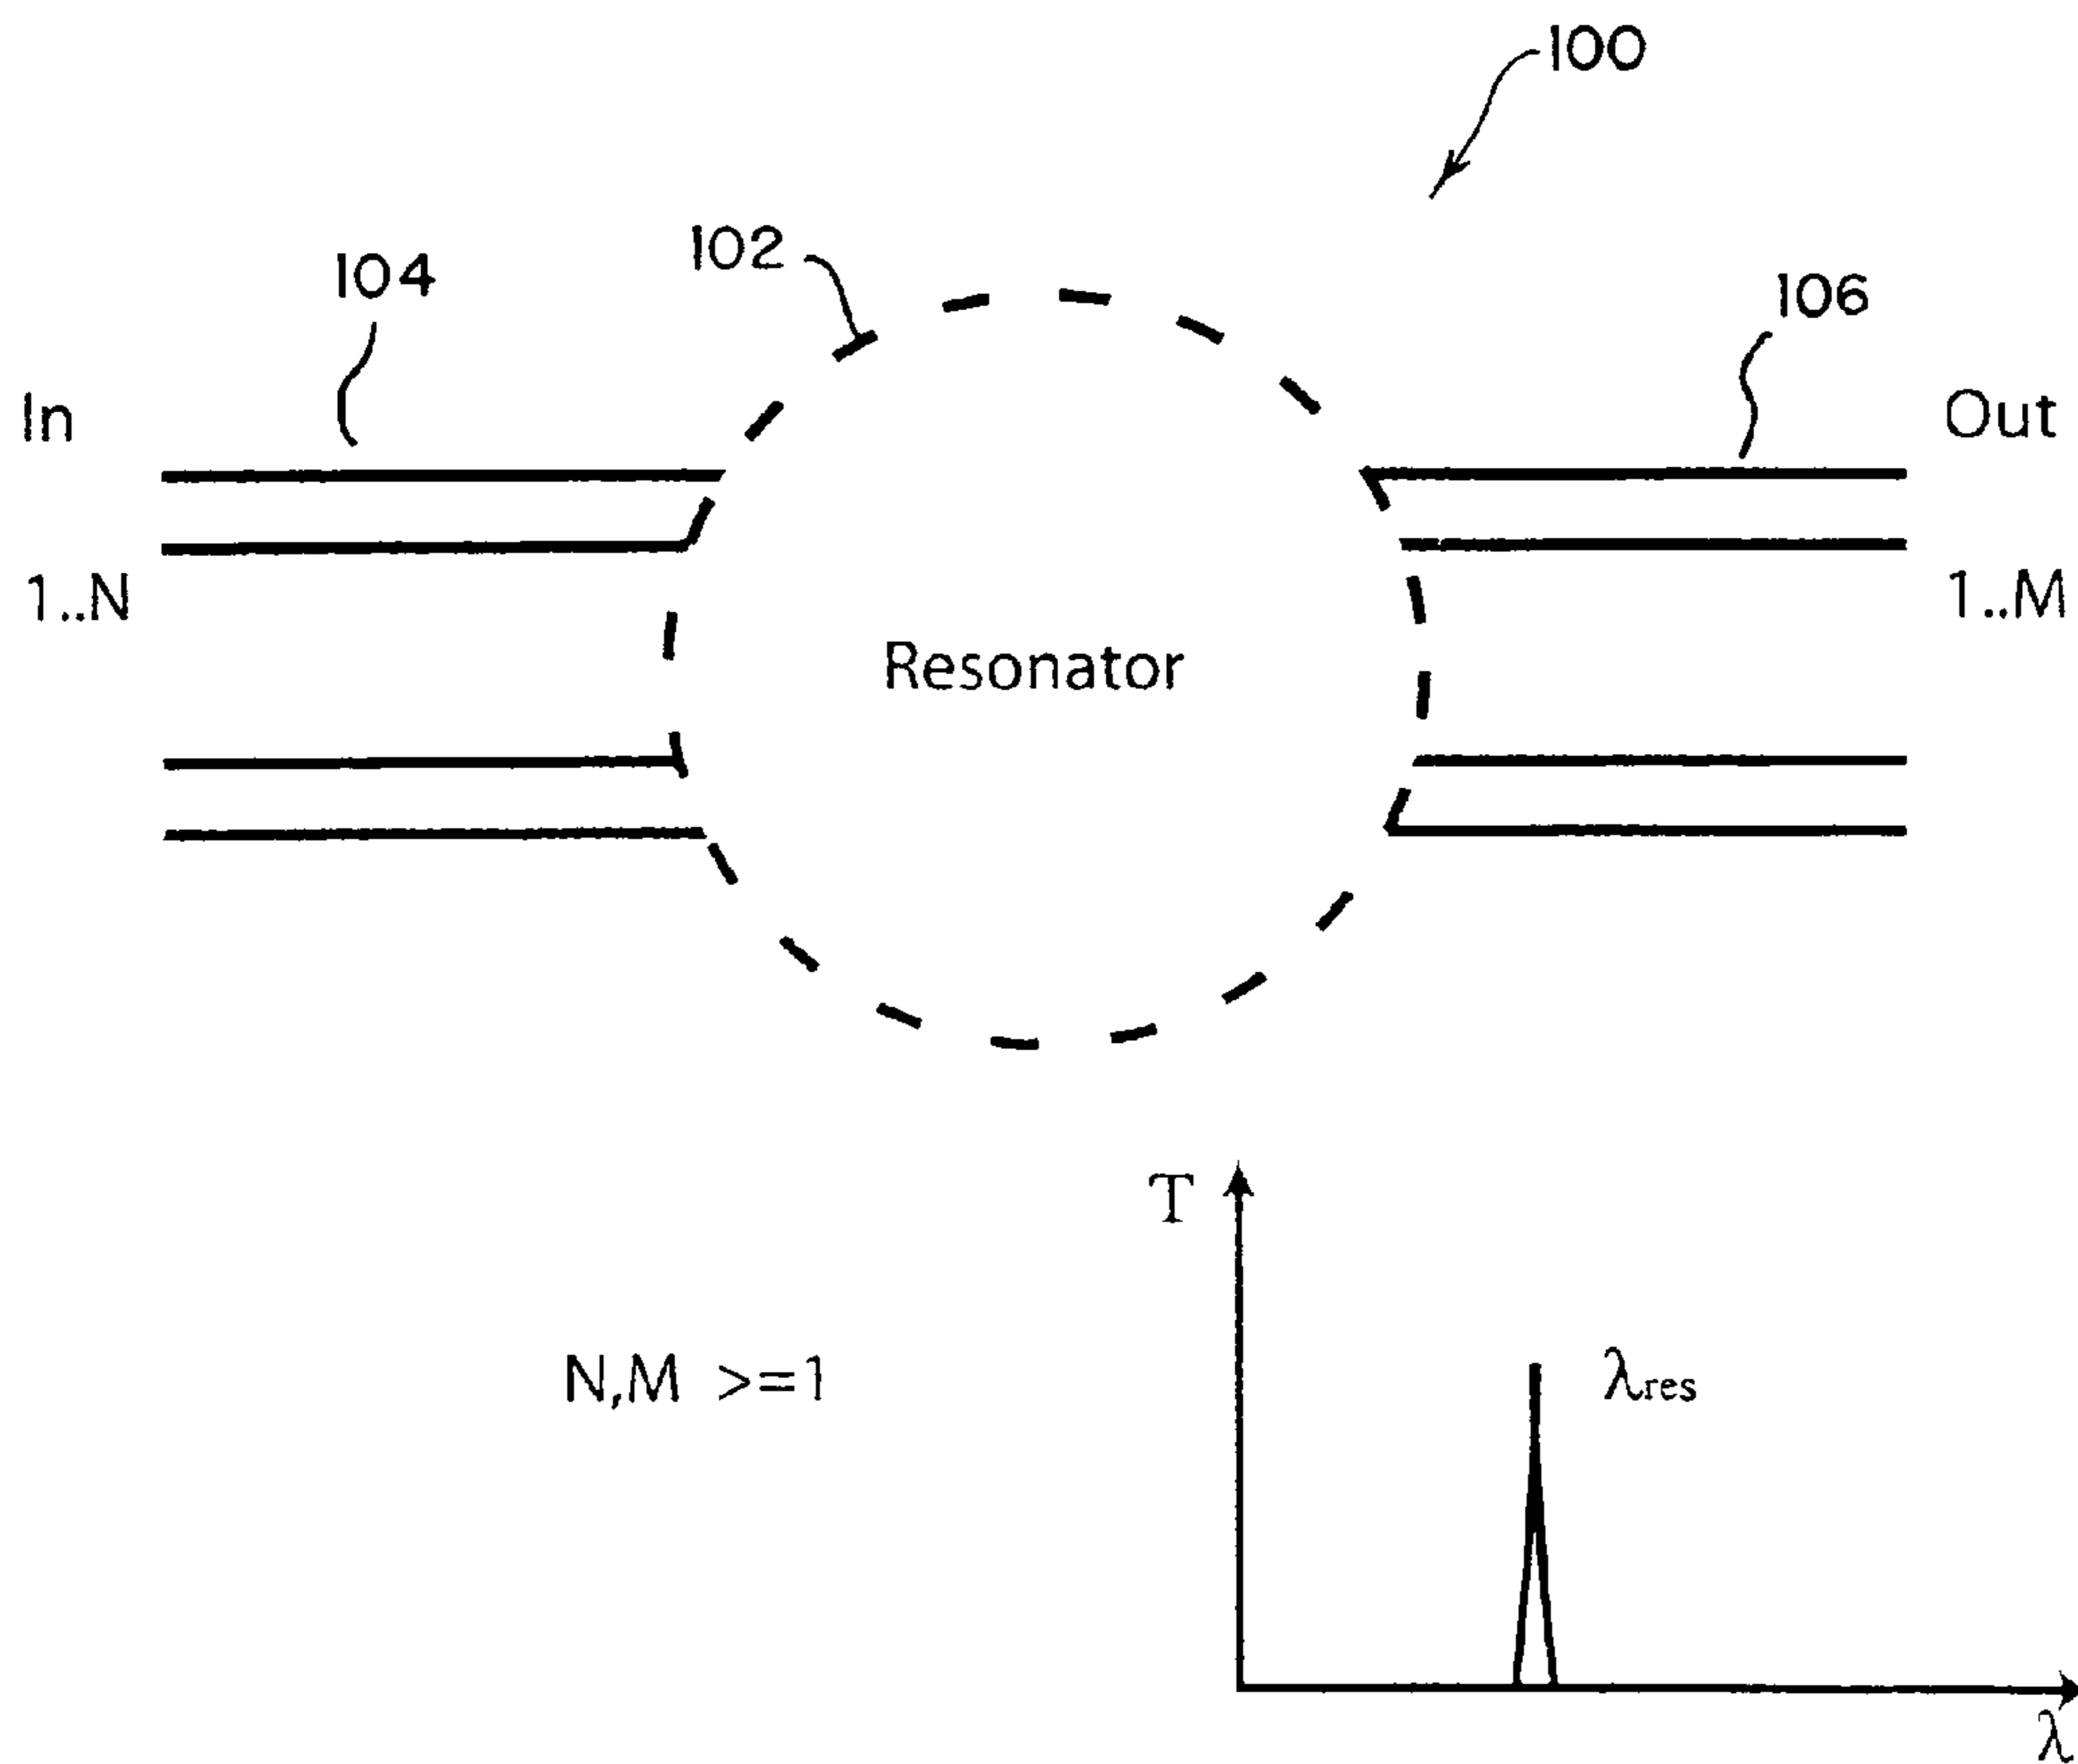 100
102
104
106
In
Out
1..N
1..M
Resonator
T
N,M >=1
λres
λ